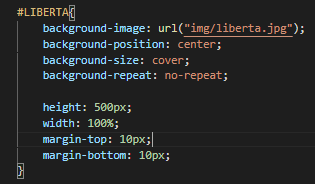 #LIBERTA{
background-image: url("img/liberta.jpg");
background-position: center;
background-size: cover;
background-repeat: no-repeat;
height: 500px;
width: 100%;
margin-top: 10px;
margin-bottom: 10px;
}